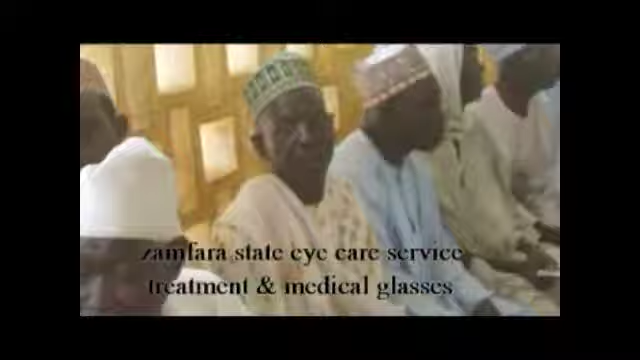 zamfara state eye care service
treatment & medical glasses